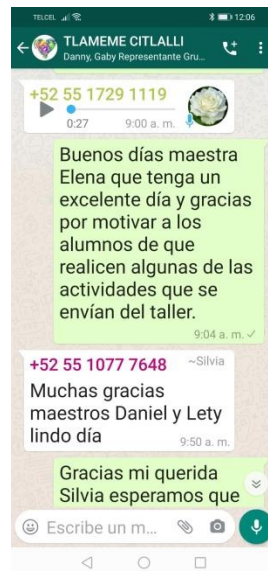 TELCEL 12:06
TLAMEME CITLALLI
Danny, Gaby Representante Gru...
+52 55 1729 1119
0:27 9:00 a. m.
Buenos días maestra
Elena que tenga un
excelente día y gracias
por motivar a los
alumnos de que
realicen algunas de las
actividades que se
envían del taller.
9:04 a. m.
+52 55 1077 7648 ~Silvia
Muchas gracias
maestros Daniel y Lety
lindo día
9:50 a. m.
Gracias mi querida
Silvia esperamos que
Escribe un m...